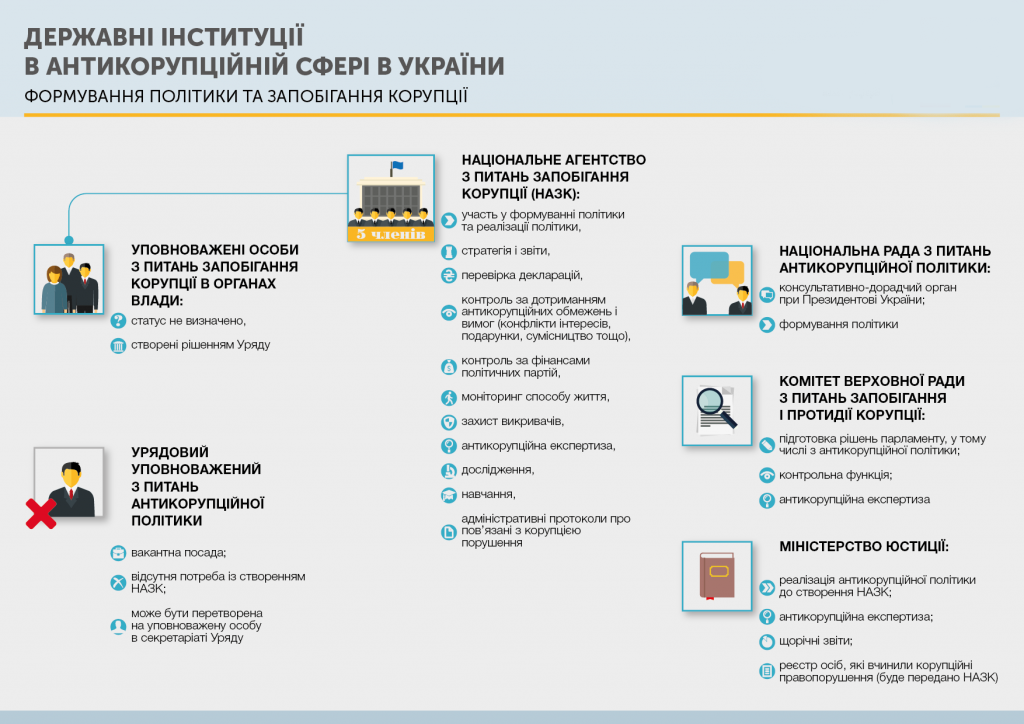 ДЕРЖАВНІ ІНСТИТУЦІЇ
В АНТИКОРУПЦІЙНІЙ СФЕРІ В УКРАЇНИ
ФОРМУВАННЯ ПОЛІТИКИ ТА ЗАПОБІГАННЯ КОРУПЦІЇ
УПОВНОВАЖЕНІ ОСОБИ
З ПИТАНЬ ЗАПОБІГАННЯ
КОРУПЦІЇ В ОРГАНАХ
ВЛАДИ:
статус не визначено,
створені рішенням Уряду
УРЯДОВИЙ
УПОВНОВАЖЕНИЙ
З ПИТАНЬ
АНТИКОРУПЦІЙНОЇ
ПОЛІТИКИ
вакантна посада;
відсутня потреба із створенням
НАЗК;
може бути перетворена
на уповноважену особу
в секретаріаті Уряду
5 членів
НАЦІОНАЛЬНЕ АГЕНТСТВО
З ПИТАНЬ ЗАПОБІГАННЯ
КОРУПЦІЇ (НАЗК):
участь у формуванні політики
та реалізації політики,
стратегія і звіти,
перевірка декларацій,
контроль за дотриманням
антикорупційних обмежень і
вимог (конфлікти інтересів,
подарунки, сумісництво тощо),
контроль за фінансами
політичних партій,
моніторинг способу життя,
захист викривачів,
антикорупційна експертиза,
дослідження,
навчання,
адміністративні протоколи про
пов'язані з корупцією
порушення
НАЦІОНАЛЬНА РАДА З ПИТАНЬ
АНТИКОРУПЦІЙНОЇ ПОЛІТИКИ:
консультативно-дорадчий орган
при Президентові України;
формування політики
КОМІТЕТ ВЕРХОВНОЇ РАДИ
З ПИТАНЬ ЗАПОБІГАННЯ
І ПРОТИДІЇ КОРУПЦІЇ:
підготовка рішень парламенту, у тому
числі з антикорупційної політики;
контрольна функція;
антикорупційна експертиза
МІНІСТЕРСТВО ЮСТИЦІЇ:
реалізація антикорупційної політики
до створення НАЗК;
антикорупційна експертиза;
щорічні звіти;
реєстр осіб, які вчинили корупційні
правопорушення (буде передано НАЗК)